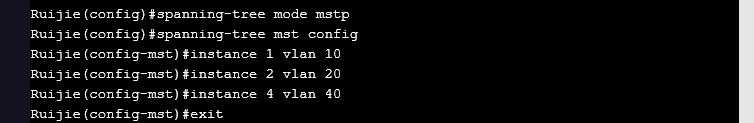 Ruijie(config)#spanning-tree mode mstp
Ruijie(config)#spanning-tree mst config
Ruijie(config-mst)#instance 1 vlan 10
Ruijie(config-mst)#instance 2 vlan 20
Ruijie(config-mst)#instance 4 vlan 40
Ruijie(config-mst)#exit